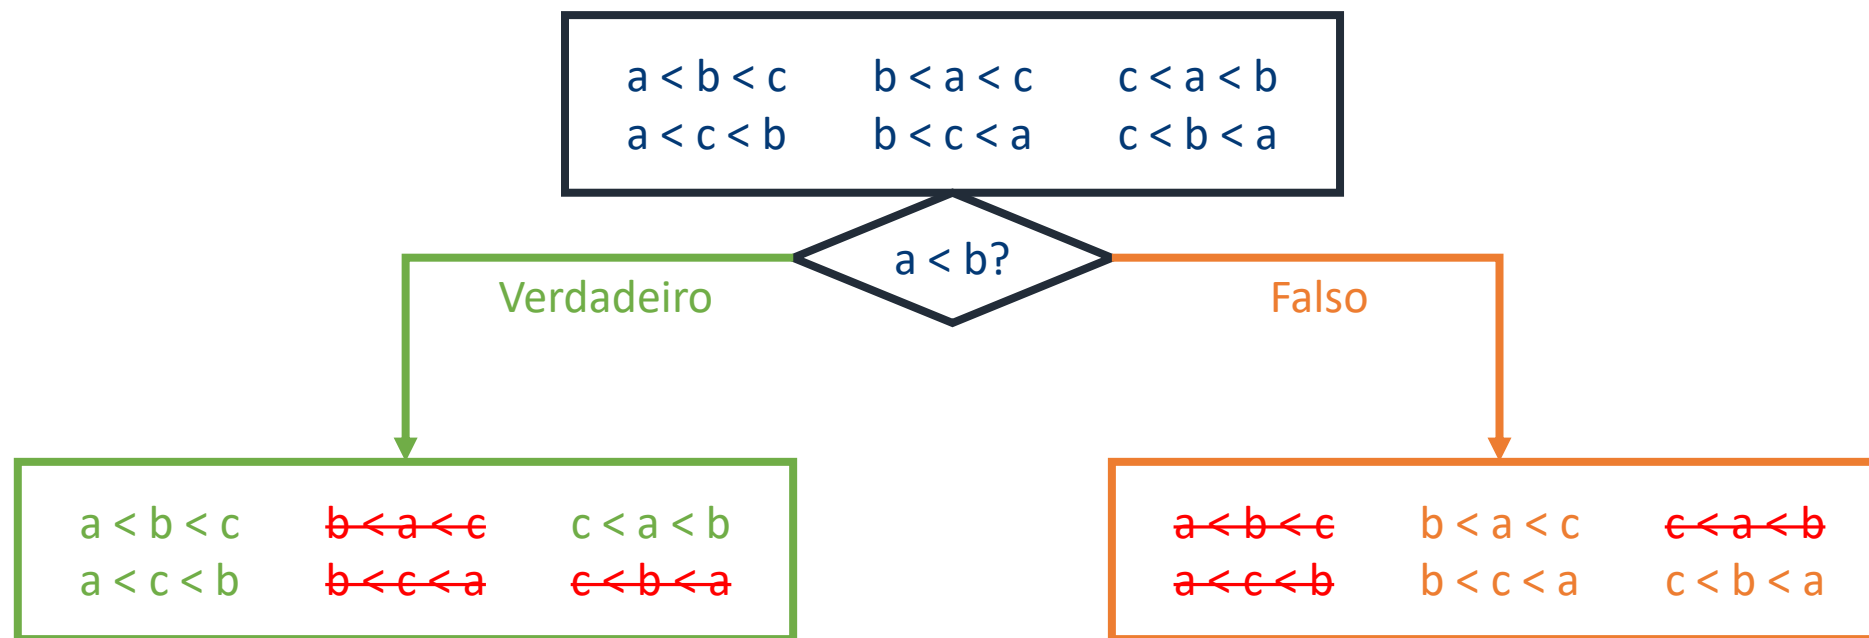 a < b < c b < a < c c < a < b
a < c < b b < c < a c < b < a
a < b?
Verdadeiro
Falso
a < b < c b < a < c c < a < b
a < c < b b < c < a c < b < a
a < b < c b < a < c c < a < b
a < c < b b < c < a c < b < a